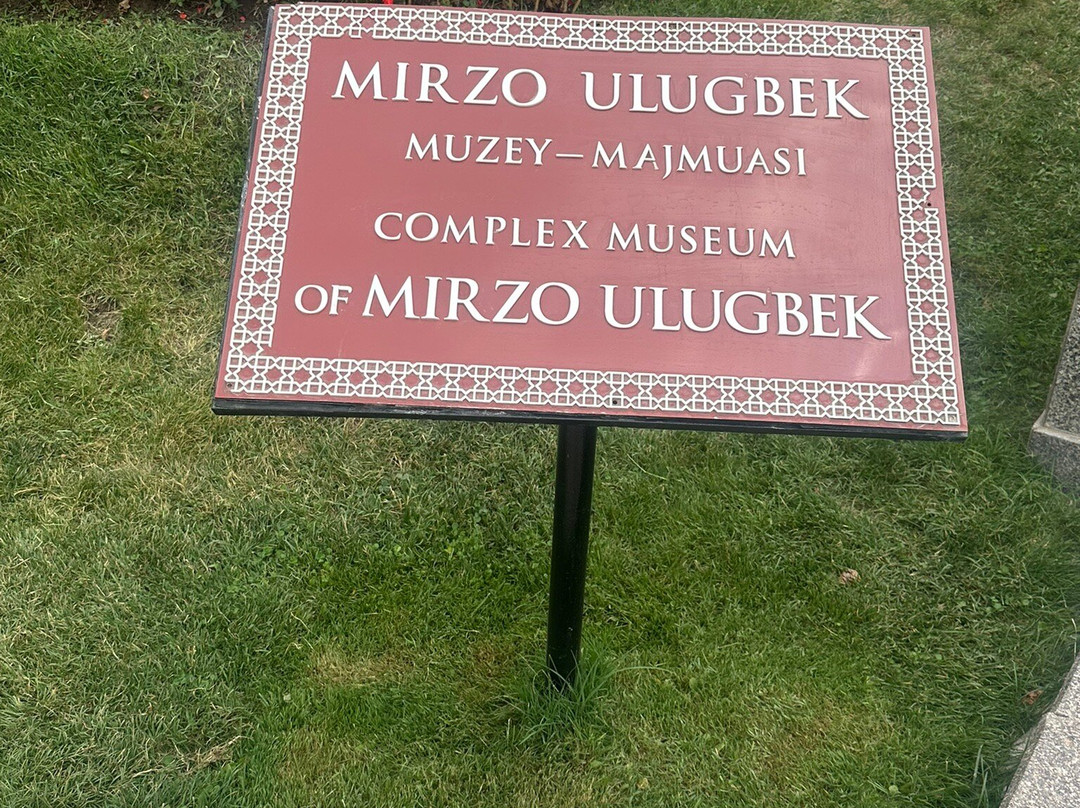 MIRZO ULUGBEK
MUZEY–MAJMUASI
COMPLEX MUSEUM
OF MIRZO ULUGBEK